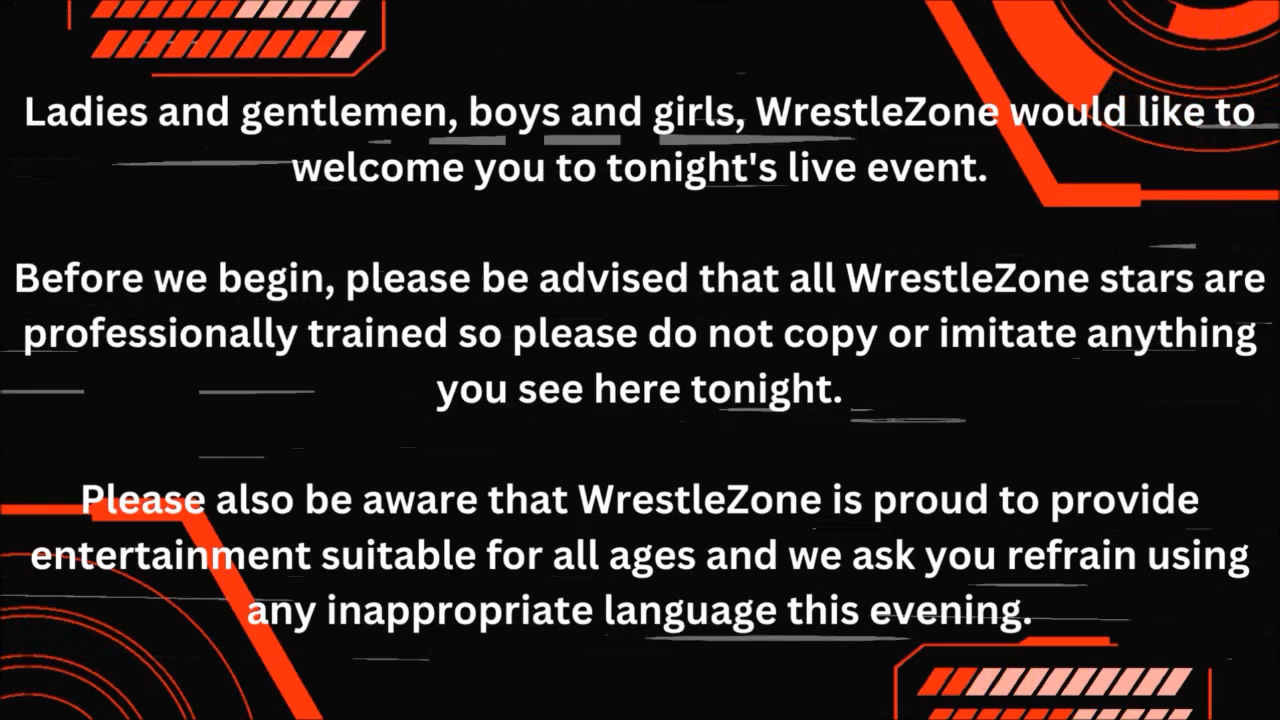 Ladies and gentlemen, boys and girls, WrestleZone would like to
welcome you to tonight's live event.
Before we begin, please be advised that all WrestleZone stars are
professionally trained so please do not copy or imitate anything
you see here tonight.
Please also be aware that WrestleZone is proud to provide
entertainment suitable for all ages and we ask you refrain using
any inappropriate language this evening.